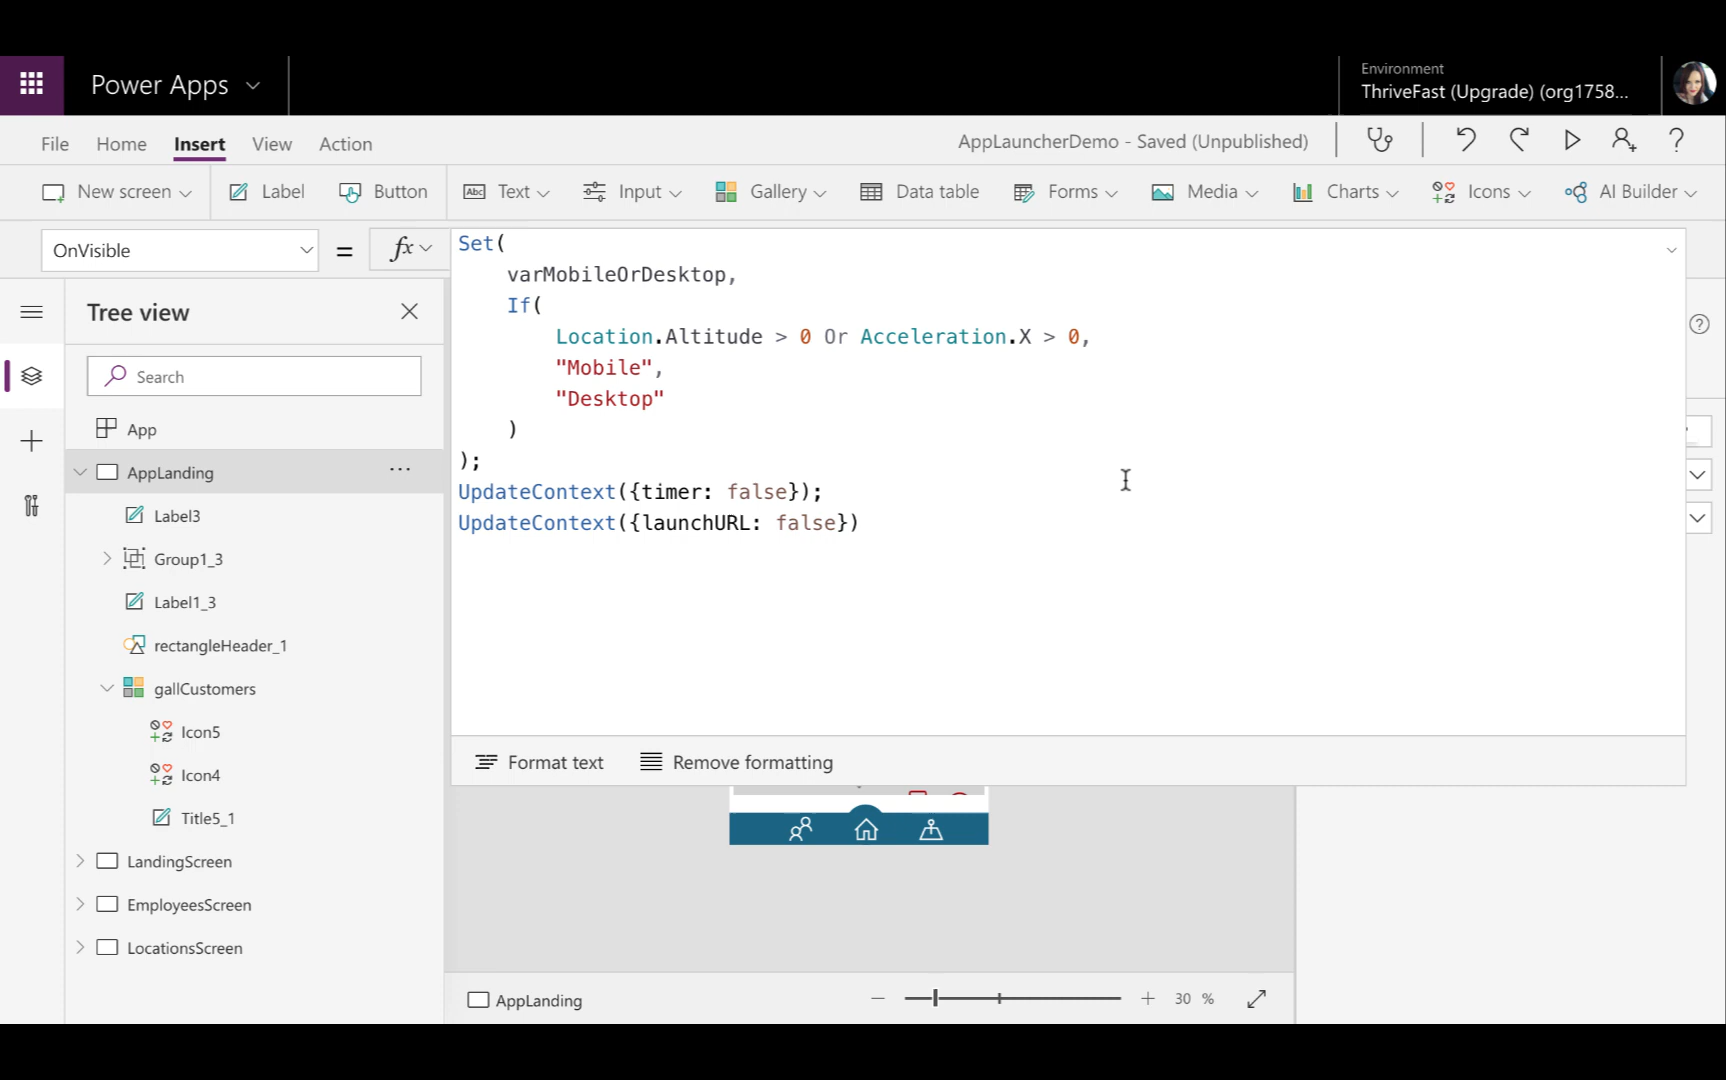 Power Apps
Environment
ThriveFast (Upgrade) (org1758...
File Home Insert View Action
AppLauncherDemo - Saved (Unpublished)
New screen Label Button Text Input Gallery Data table Forms Media Charts Icons AI Builder
OnVisible = fx
Set(
varMobileOrDesktop,
If(
Location.Altitude > 0 Or Acceleration.X > 0,
"Mobile",
"Desktop"
)
);
UpdateContext({timer: false});
UpdateContext({launchURL: false})
Format text Remove formatting
Tree view
Search
App
AppLanding
Label3
Group1_3
Label1_3
rectangleHeader_1
gallCustomers
Icon5
Icon4
Title5_1
LandingScreen
EmployeesScreen
LocationsScreen
AppLanding
30 %